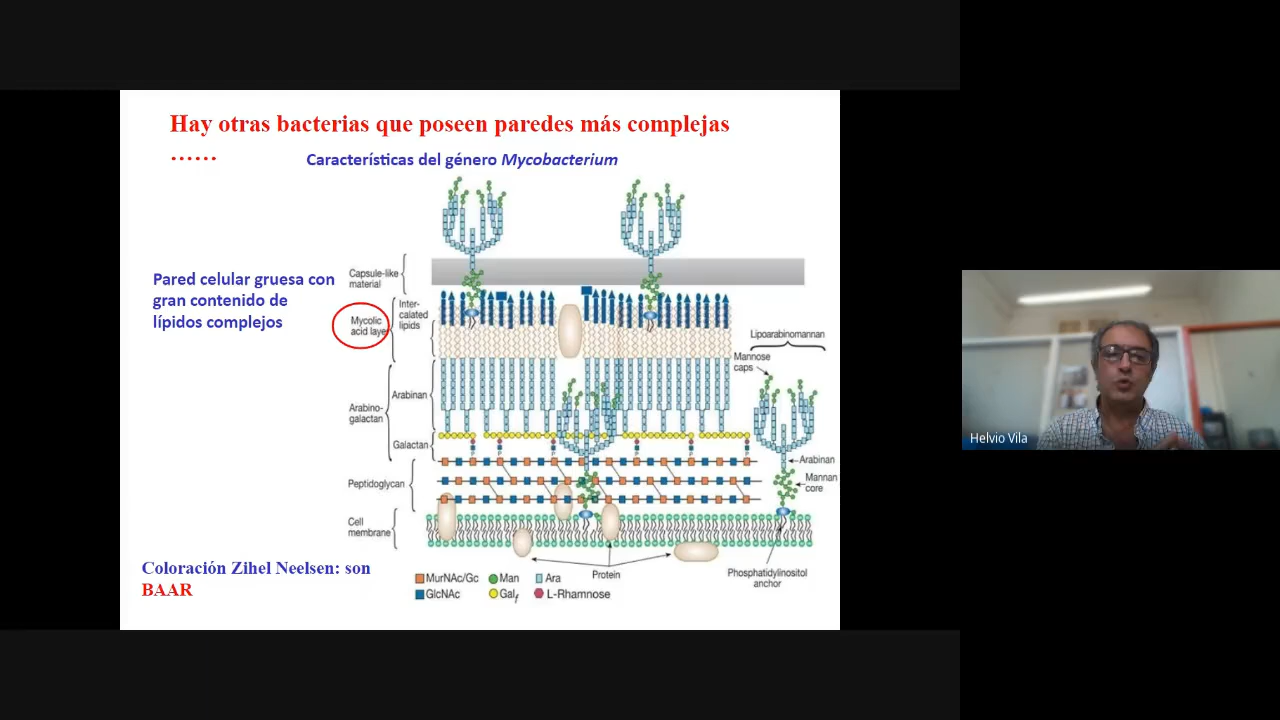 Hay otras bacterias que poseen paredes más complejas
……
Características del género Mycobacterium
Pared celular gruesa con
gran contenido de
lípidos complejos
Capsule-like
material
Mycolic
acid layer
Inter-
calated
lipids
Lipoarabinomannan
Mannose
caps
Arabinan
Arabino-
galactan
Galactan
Arabinan
Peptidoglycan
Mannan
core
Cell
membrane
Protein
Phosphatidylinositol
anchor
Coloración Zihel Neelsen: son
BAAR
MurNAc/Gc Man Ara
GlcNAc Galf L-Rhamnose
Helvio Vila